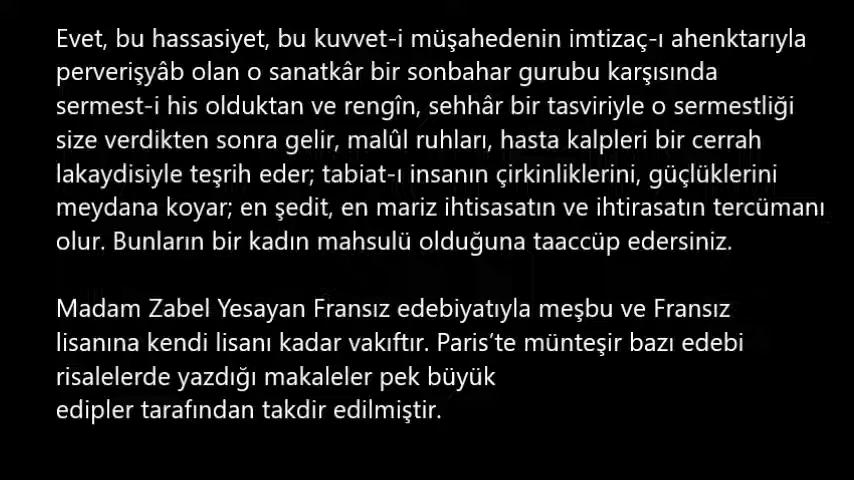 Evet, bu hassasiyet, bu kuvvet-i müşahedenin imtizaç-ı ahenktarıyla
perverişyâb olan o sanatkâr bir sonbahar gurubu karşısında
sermest-i his olduktan ve rengîn, sehhâr bir tasviriyle o sermestliği
size verdikten sonra gelir, malûl ruhları, hasta kalpleri bir cerrah
lakaydisiyle teşrih eder; tabiat-ı insanın çirkinliklerini, güçlüklerini
meydana koyar; en şedit, en mariz ihtisasatın ve ihtirasatın tercümanı
olur. Bunların bir kadın mahsulü olduğuna taaccüp edersiniz.
Madam Zabel Yesayan Fransız edebiyatıyla meşbu ve Fransız
lisanına kendi lisanı kadar vakıftır. Paris’te münteşir bazı edebi
risalelerde yazdığı makaleler pek büyük
edipler tarafından takdir edilmiştir.